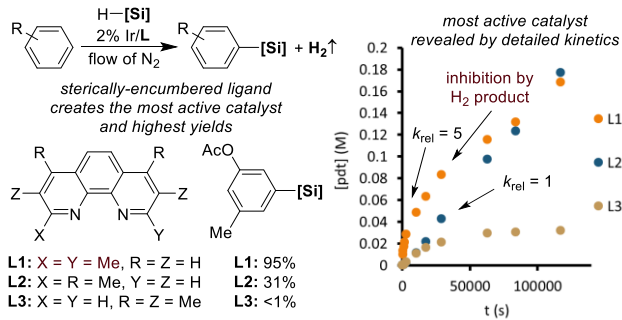 H–[Si]
2% Ir/L
flow of N2
R
R
[Si] + H2↑
sterically-encumbered ligand
creates the most active catalyst
and highest yields
R R
Z Z
N N
X Y
AcO
[Si]
Me
L1: X = Y = Me, R = Z = H
L2: X = R = Me, Y = Z = H
L3: X = Y = H, R = Z = Me
L1: 95%
L2: 31%
L3: <1%
most active catalyst
revealed by detailed kinetics
inhibition by
H2 product
krel = 5
krel = 1
[pdt] (M)
0.2
0.18
0.16
0.14
0.12
0.1
0.08
0.06
0.04
0.02
0
0 50000 100000
t (s)
L1
L2
L3